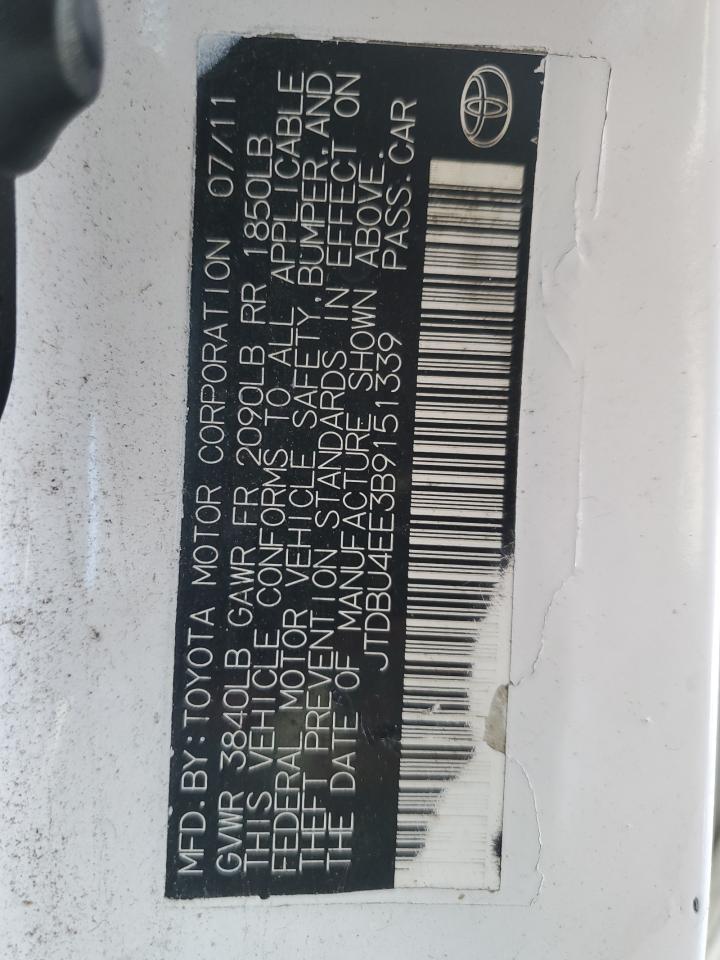 MFD.BY:TOYOTA MOTOR CORPORATION 07/11
GVWR 3840LB GAWR FR 2090LB RR 1850LB
THIS VEHICLE CONFORMS TO ALL APPLICABLE
FEDERAL MOTOR VEHICLE SAFETY, BUMPER, AND
THEFT PREVENTION STANDARDS IN EFFECT ON
THE DATE OF MANUFACTURE SHOWN ABOVE.
JTDBU4EE3B9151339 PASS.CAR